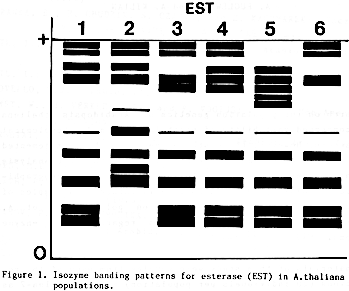 EST
1 2 3 4 5 6
+
O
Figure 1. Isozyme banding patterns for esterase (EST) in A.thaliana
populations.